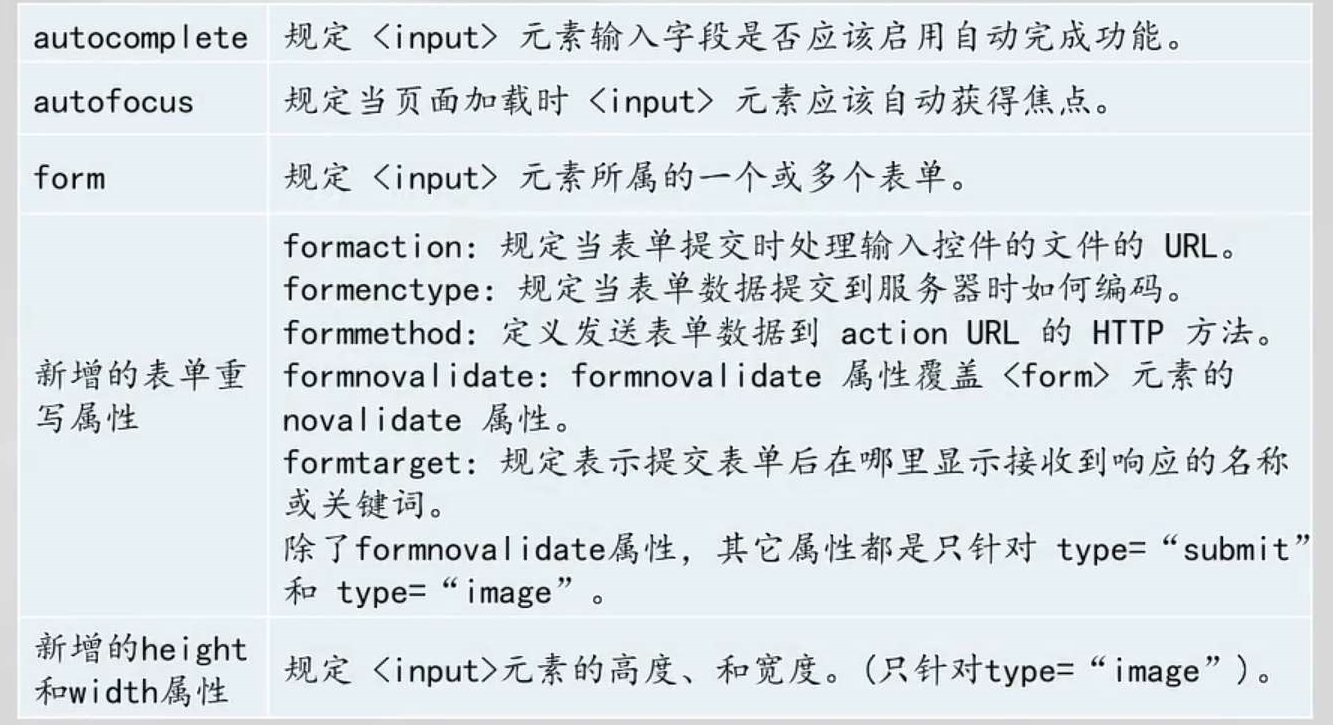 autocomplete 规定 <input> 元素输入字段是否应该启用自动完成功能。
autofocus 规定当页面加载时 <input> 元素应该自动获得焦点。
form 规定 <input> 元素所属的一个或多个表单。
新增的表单重
写属性
formaction: 规定当表单提交时处理输入控件的文件的 URL。
formenctype: 规定当表单数据提交到服务器时如何编码。
formmethod: 定义发送表单数据到 action URL 的 HTTP 方法。
formnovalidate: formnovalidate 属性覆盖 <form> 元素的
novalidate 属性。
formtarget: 规定表示提交表单后在哪里显示接收到响应的名称
或关键词。
除了formnovalidate属性, 其它属性都是只针对 type=“submit”
和 type=“image”。
新增的height
和width属性
规定 <input>元素的高度、和宽度。(只针对type=“image”)。